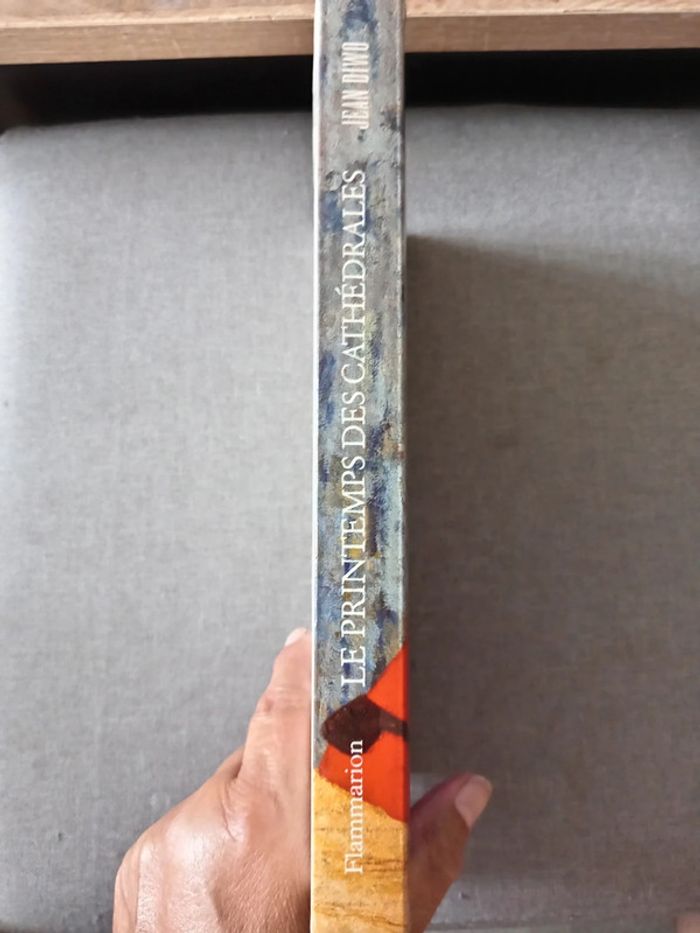 JEAN DIWO
LE PRINTEMPS DES CATHÉDRALES
Flammarion